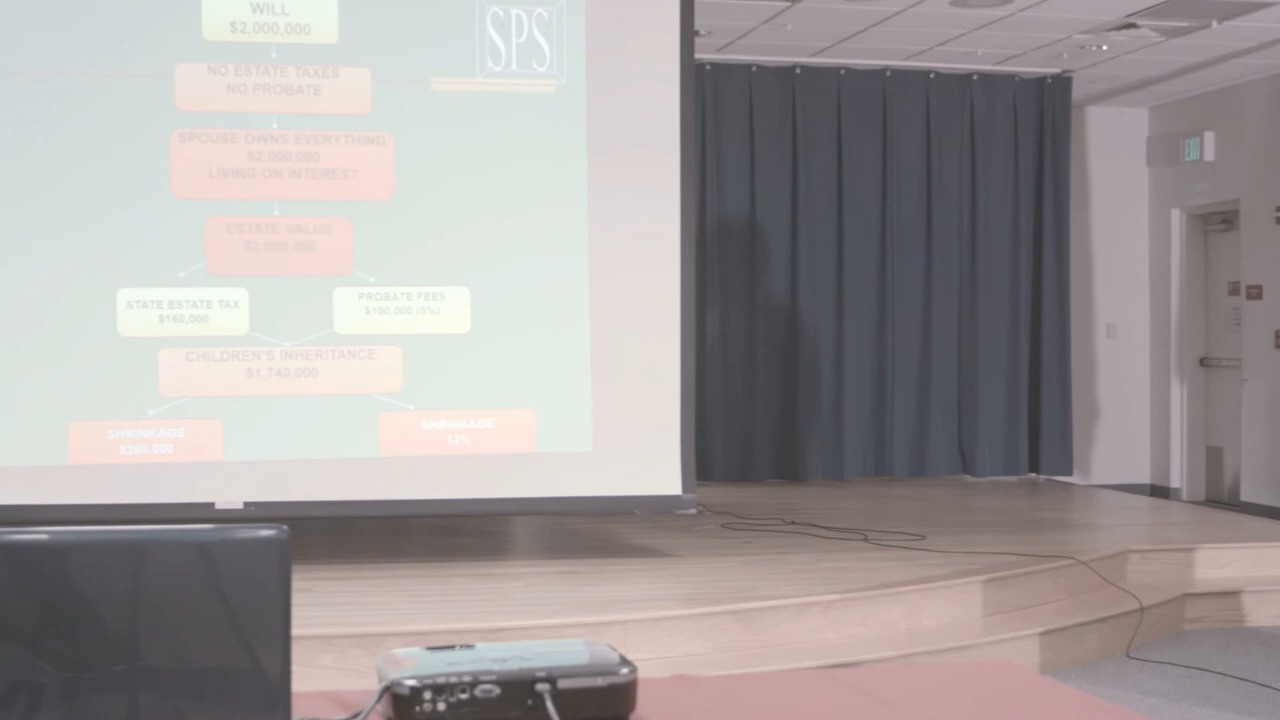 WILL
$2,000,000
SPS
NO ESTATE TAXES
NO PROBATE
SPOUSE OWNS EVERYTHING
$2,000,000
LIVING ON INTEREST
ESTATE VALUE
$2,000,000
STATE ESTATE TAX
$160,000
PROBATE FEES
$100,000 (5%)
CHILDREN'S INHERITANCE
$1,740,000
SHRINKAGE
$260,000
SHRINKAGE
13%
EXIT